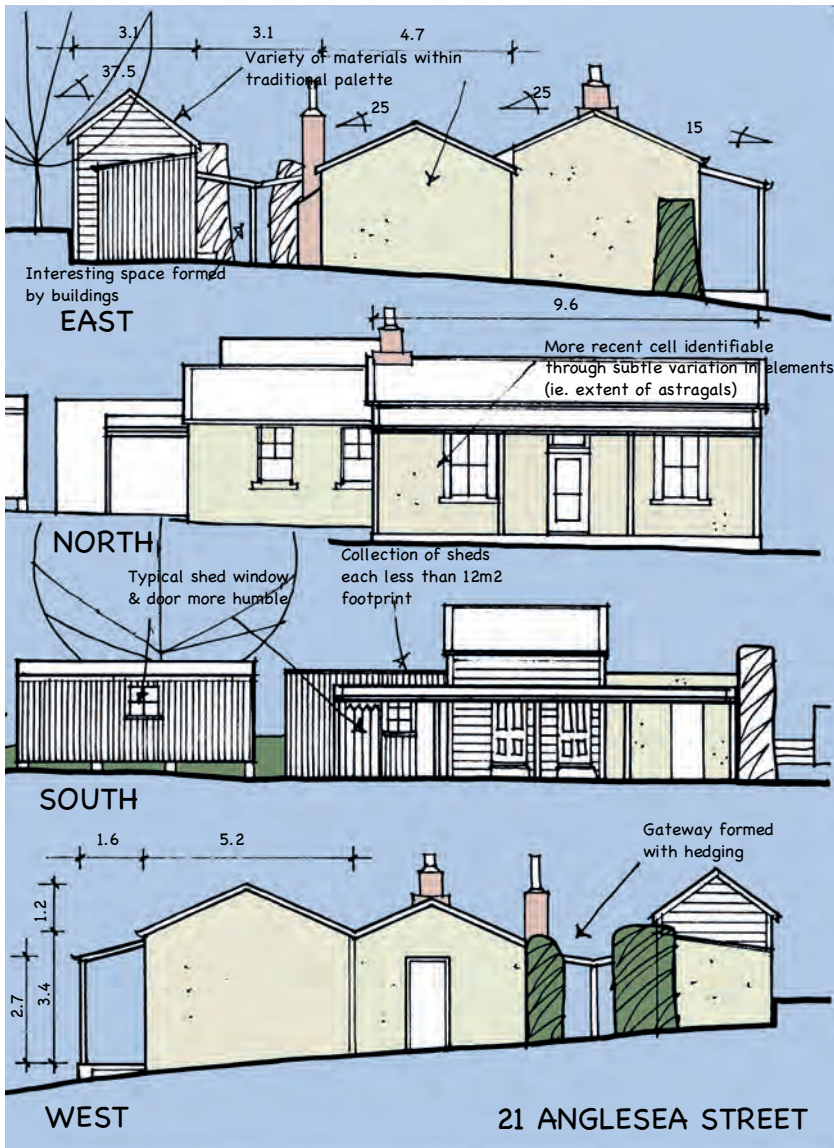 3.1
3.1
4.7
Variety of materials within
traditional palette
37.5
25
25
15
Interesting space formed
by buildings
EAST
9.6
More recent cell identifiable
through subtle variation in elements
(ie. extent of astragals)
NORTH
Typical shed window
& door more humble
Collection of sheds
each less than 12m2
footprint
SOUTH
1.6
5.2
Gateway formed
with hedging
1.2
2.7
3.4
WEST
21 ANGLESEA STREET